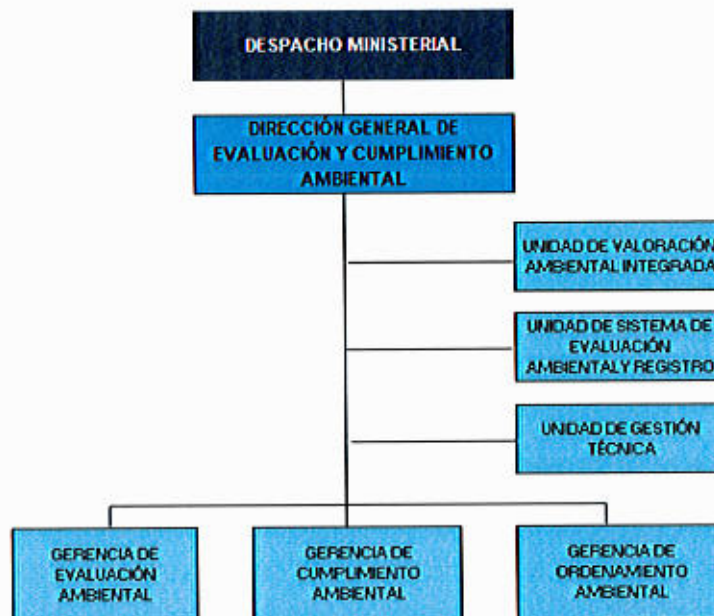 DESPACHO MINISTERIAL
DIRECCIÓN GENERAL DE
EVALUACIÓN Y CUMPLIMIENTO
AMBIENTAL
UNIDAD DE VALORACIÓN
AMBIENTAL INTEGRADA
UNIDAD DE SISTEMA DE
EVALUACIÓN
AMBIENTAL Y REGISTRO
UNIDAD DE GESTIÓN
TÉCNICA
GERENCIA DE
EVALUACIÓN
AMBIENTAL
GERENCIA DE
CUMPLIMIENTO
AMBIENTAL
GERENCIA DE
ORDENAMIENTO
AMBIENTAL